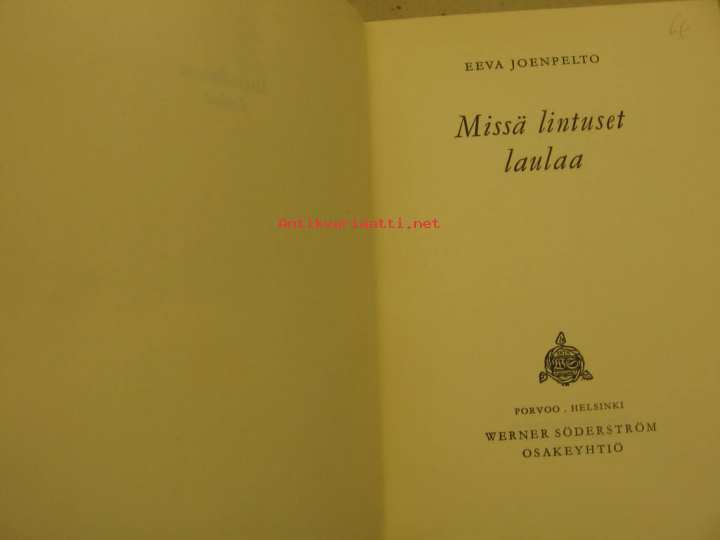 EEVA JOENPELTO
Missä lintuset
laulaa
Antikvariaatti.net
PORVOO . HELSINKI
WERNER SÖDERSTRÖM
OSAKEYHTIÖ